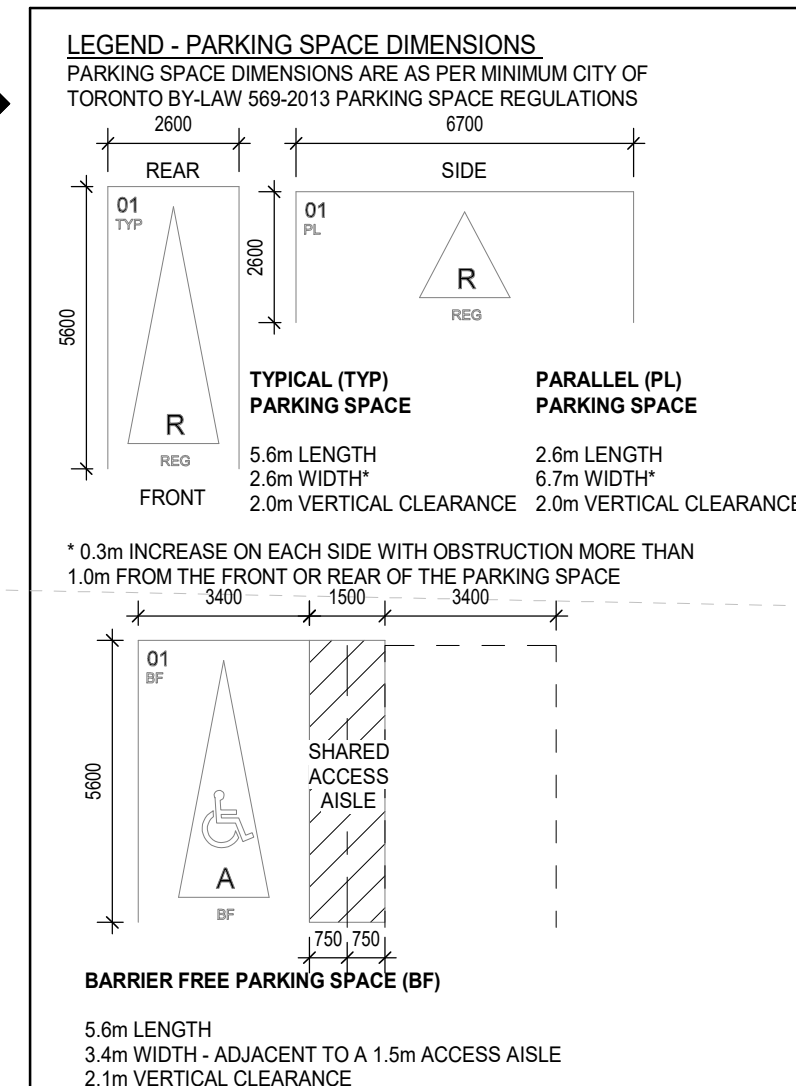 LEGEND - PARKING SPACE DIMENSIONS
PARKING SPACE DIMENSIONS ARE AS PER MINIMUM CITY OF
TORONTO BY-LAW 569-2013 PARKING SPACE REGULATIONS
2600
6700
REAR
SIDE
01
TYP
01
PL
2600
5600
R
REG
R
REG
FRONT
TYPICAL (TYP)
PARKING SPACE
5.6m LENGTH
2.6m WIDTH*
2.0m VERTICAL CLEARANCE
PARALLEL (PL)
PARKING SPACE
2.6m LENGTH
6.7m WIDTH*
2.0m VERTICAL CLEARANCE
* 0.3m INCREASE ON EACH SIDE WITH OBSTRUCTION MORE THAN
1.0m FROM THE FRONT OR REAR OF THE PARKING SPACE
3400
1500
3400
01
BF
5600
SHARED
ACCESS
AISLE
A
BF
750
750
BARRIER FREE PARKING SPACE (BF)
5.6m LENGTH
3.4m WIDTH - ADJACENT TO A 1.5m ACCESS AISLE
2.1m VERTICAL CLEARANCE